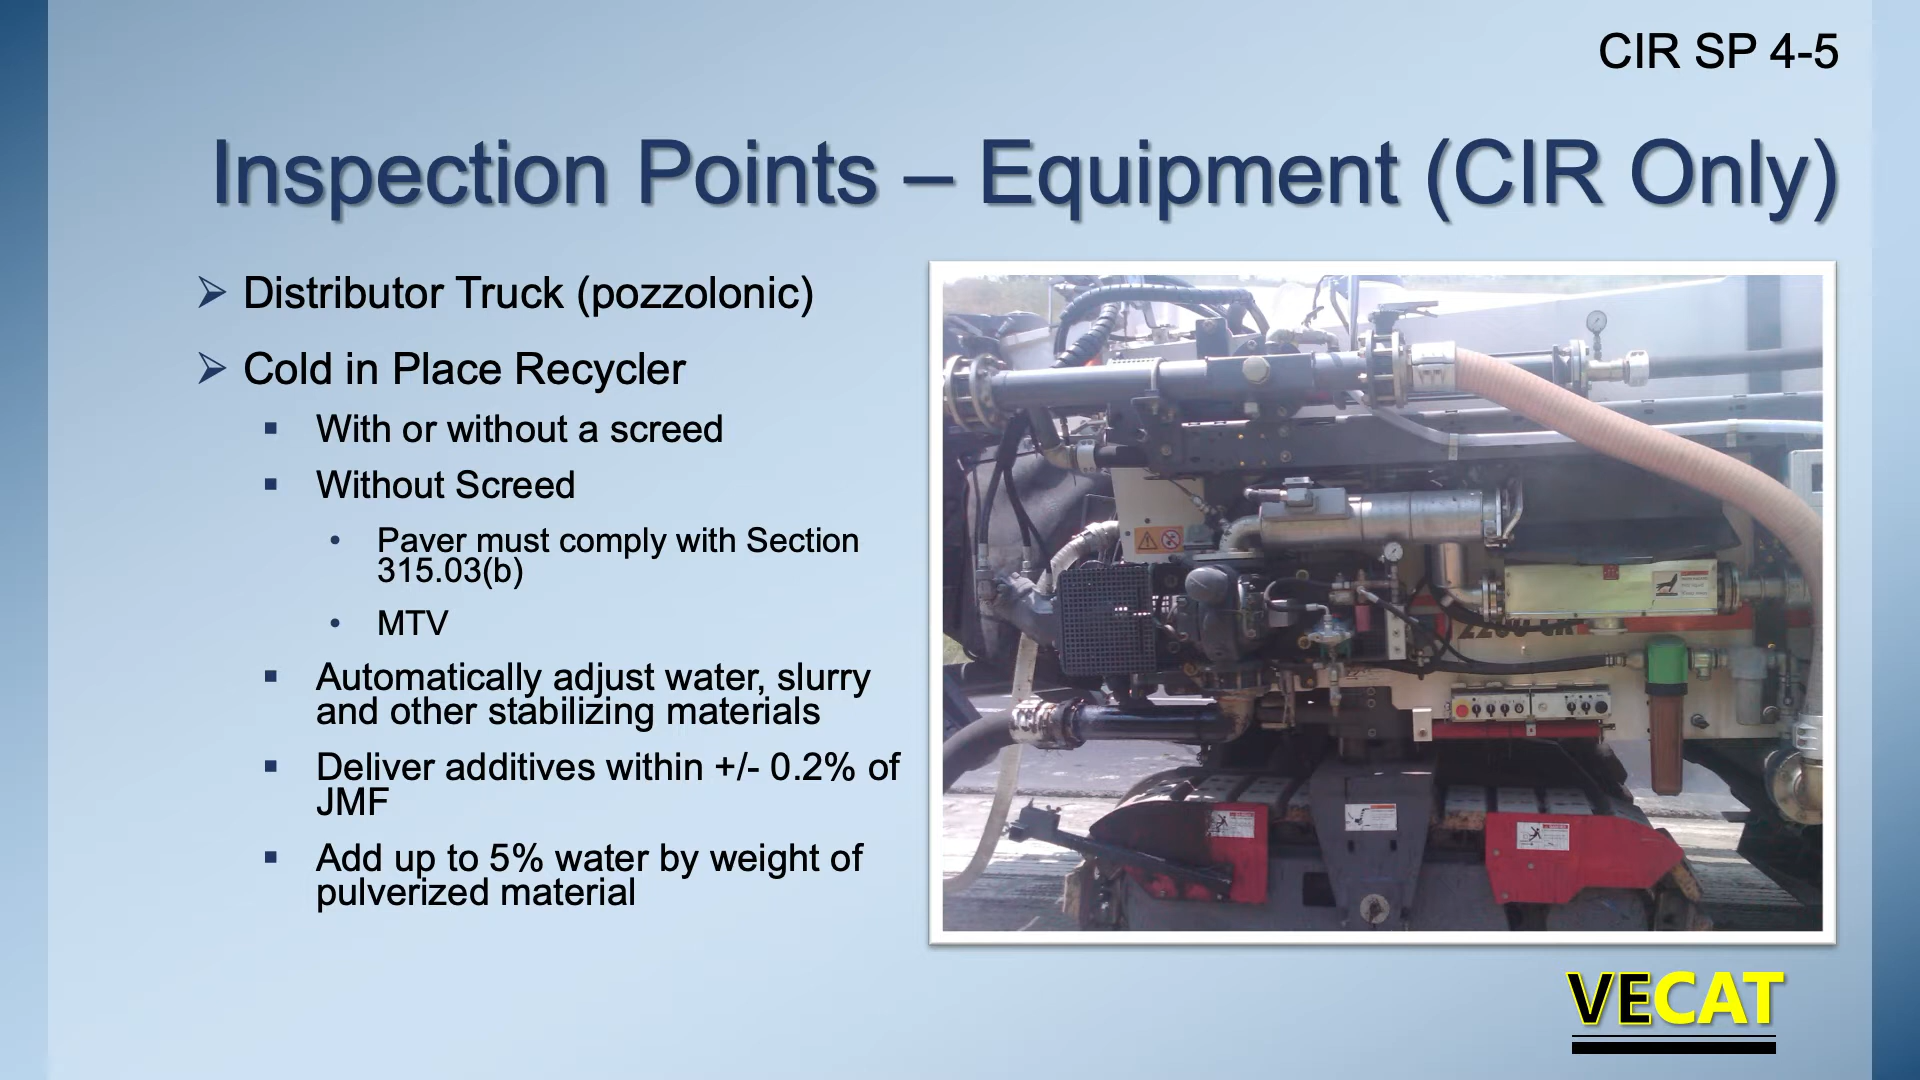 CIR SP 4-5
Inspection Points – Equipment (CIR Only)
Distributor Truck (pozzolonic)
Cold in Place Recycler
With or without a screed
Without Screed
Paver must comply with Section
315.03(b)
MTV
Automatically adjust water, slurry
and other stabilizing materials
Deliver additives within +/- 0.2% of
JMF
Add up to 5% water by weight of
pulverized material
VECAT